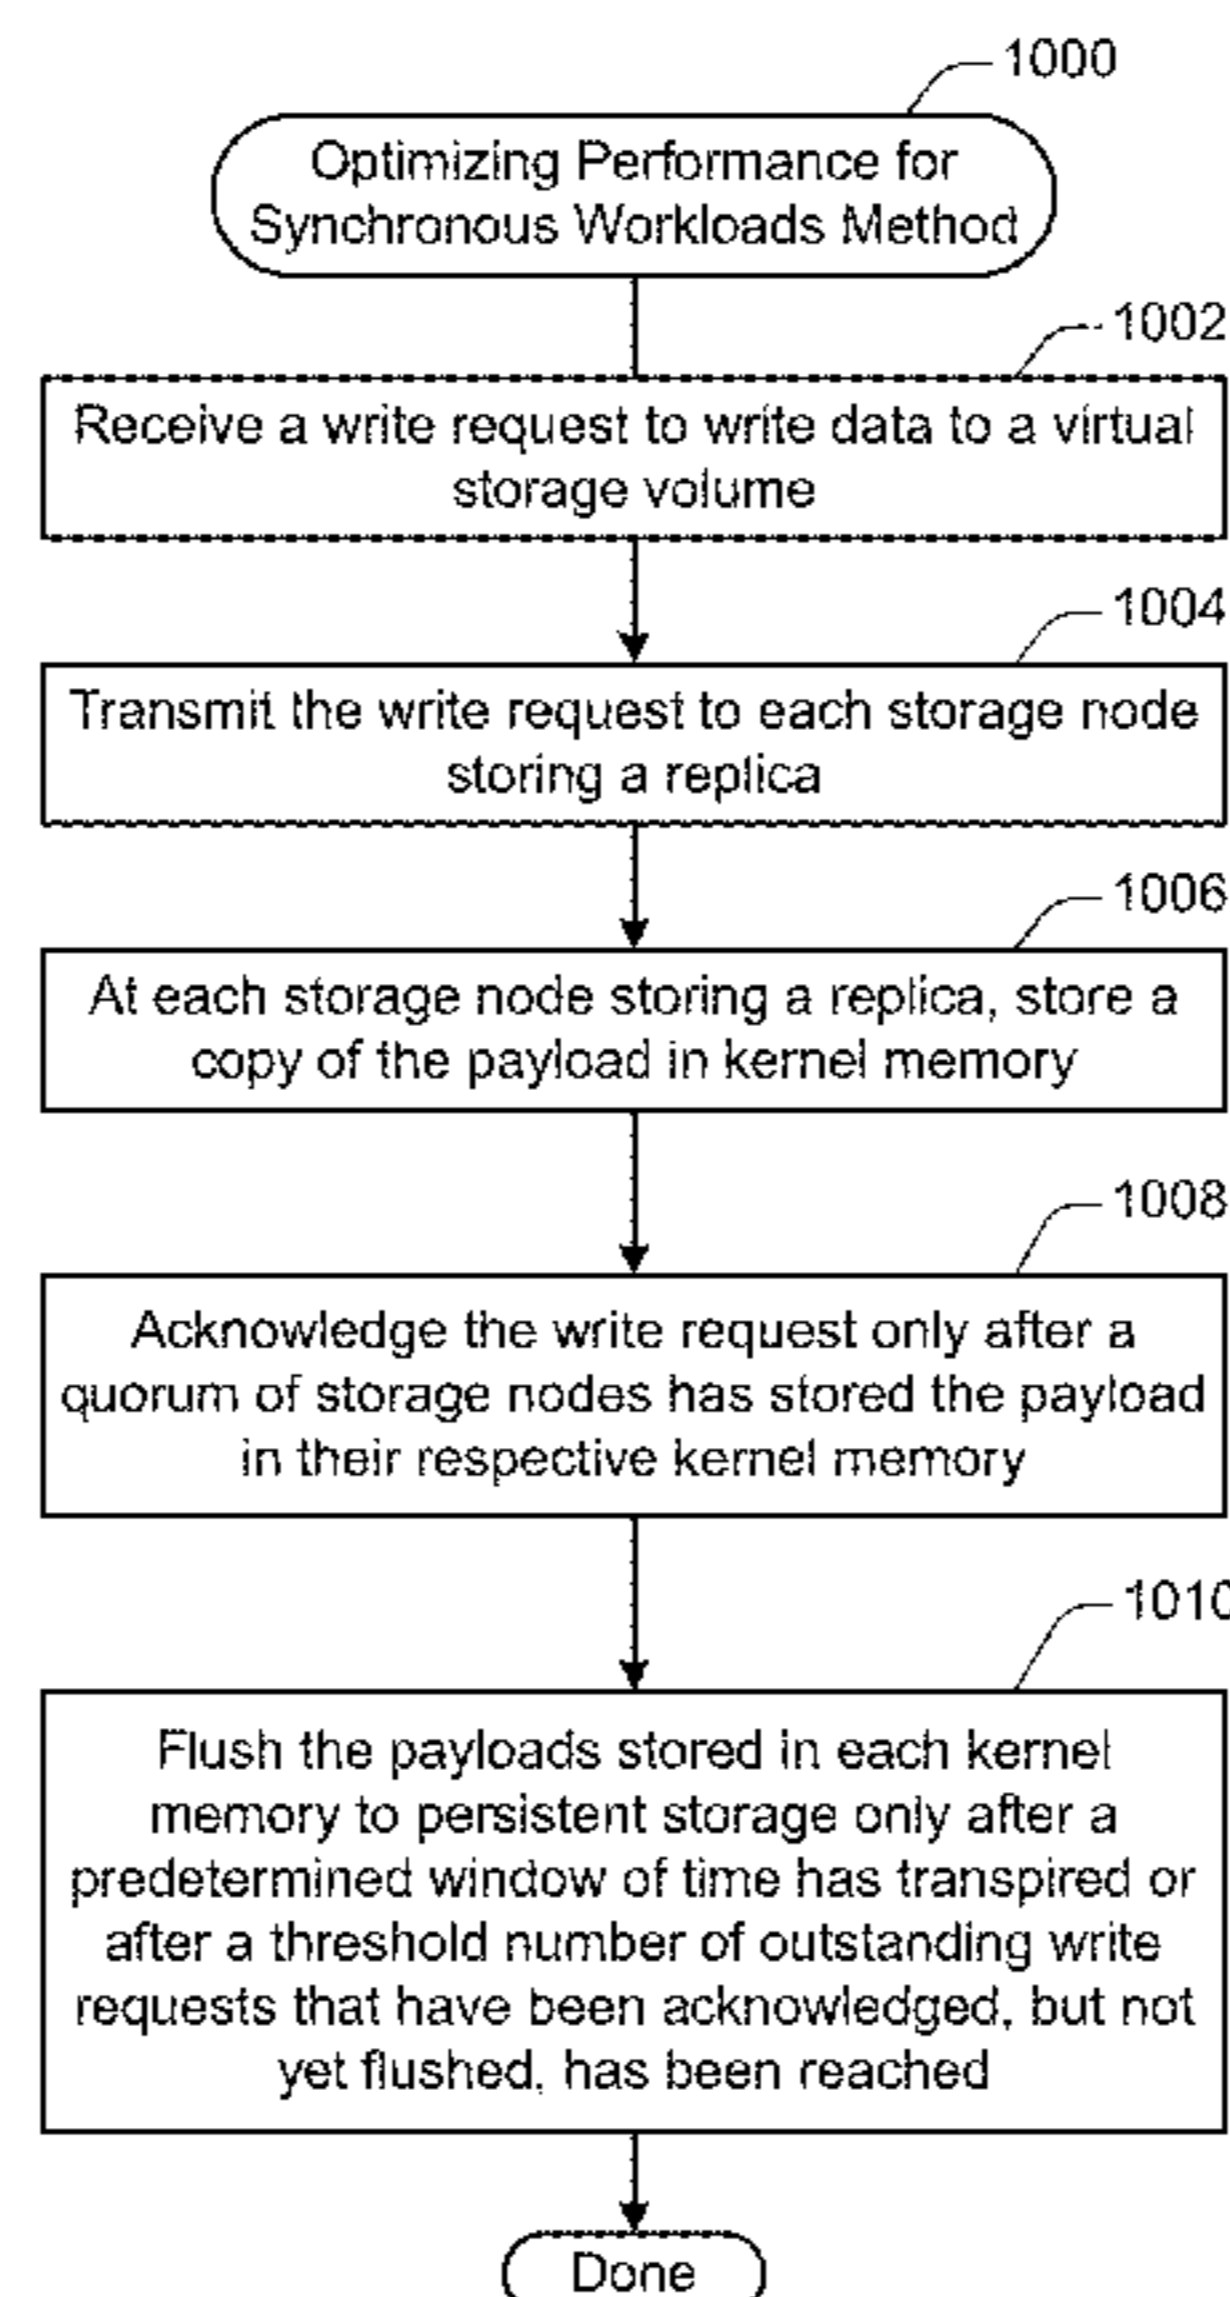 1000
Optimizing Performance for
Synchronous Workloads Method
1002
Receive a write request to write data to a virtual
storage volume
1004
Transmit the write request to each storage node
storing a replica
1006
At each storage node storing a replica, store a
copy of the payload in kernel memory
1008
Acknowledge the write request only after a
quorum of storage nodes has stored the payload
in their respective kernel memory
1010
Flush the payloads stored in each kernel
memory to persistent storage only after a
predetermined window of time has transpired or
after a threshold number of outstanding write
requests that have been acknowledged, but not
yet flushed, has been reached
Done